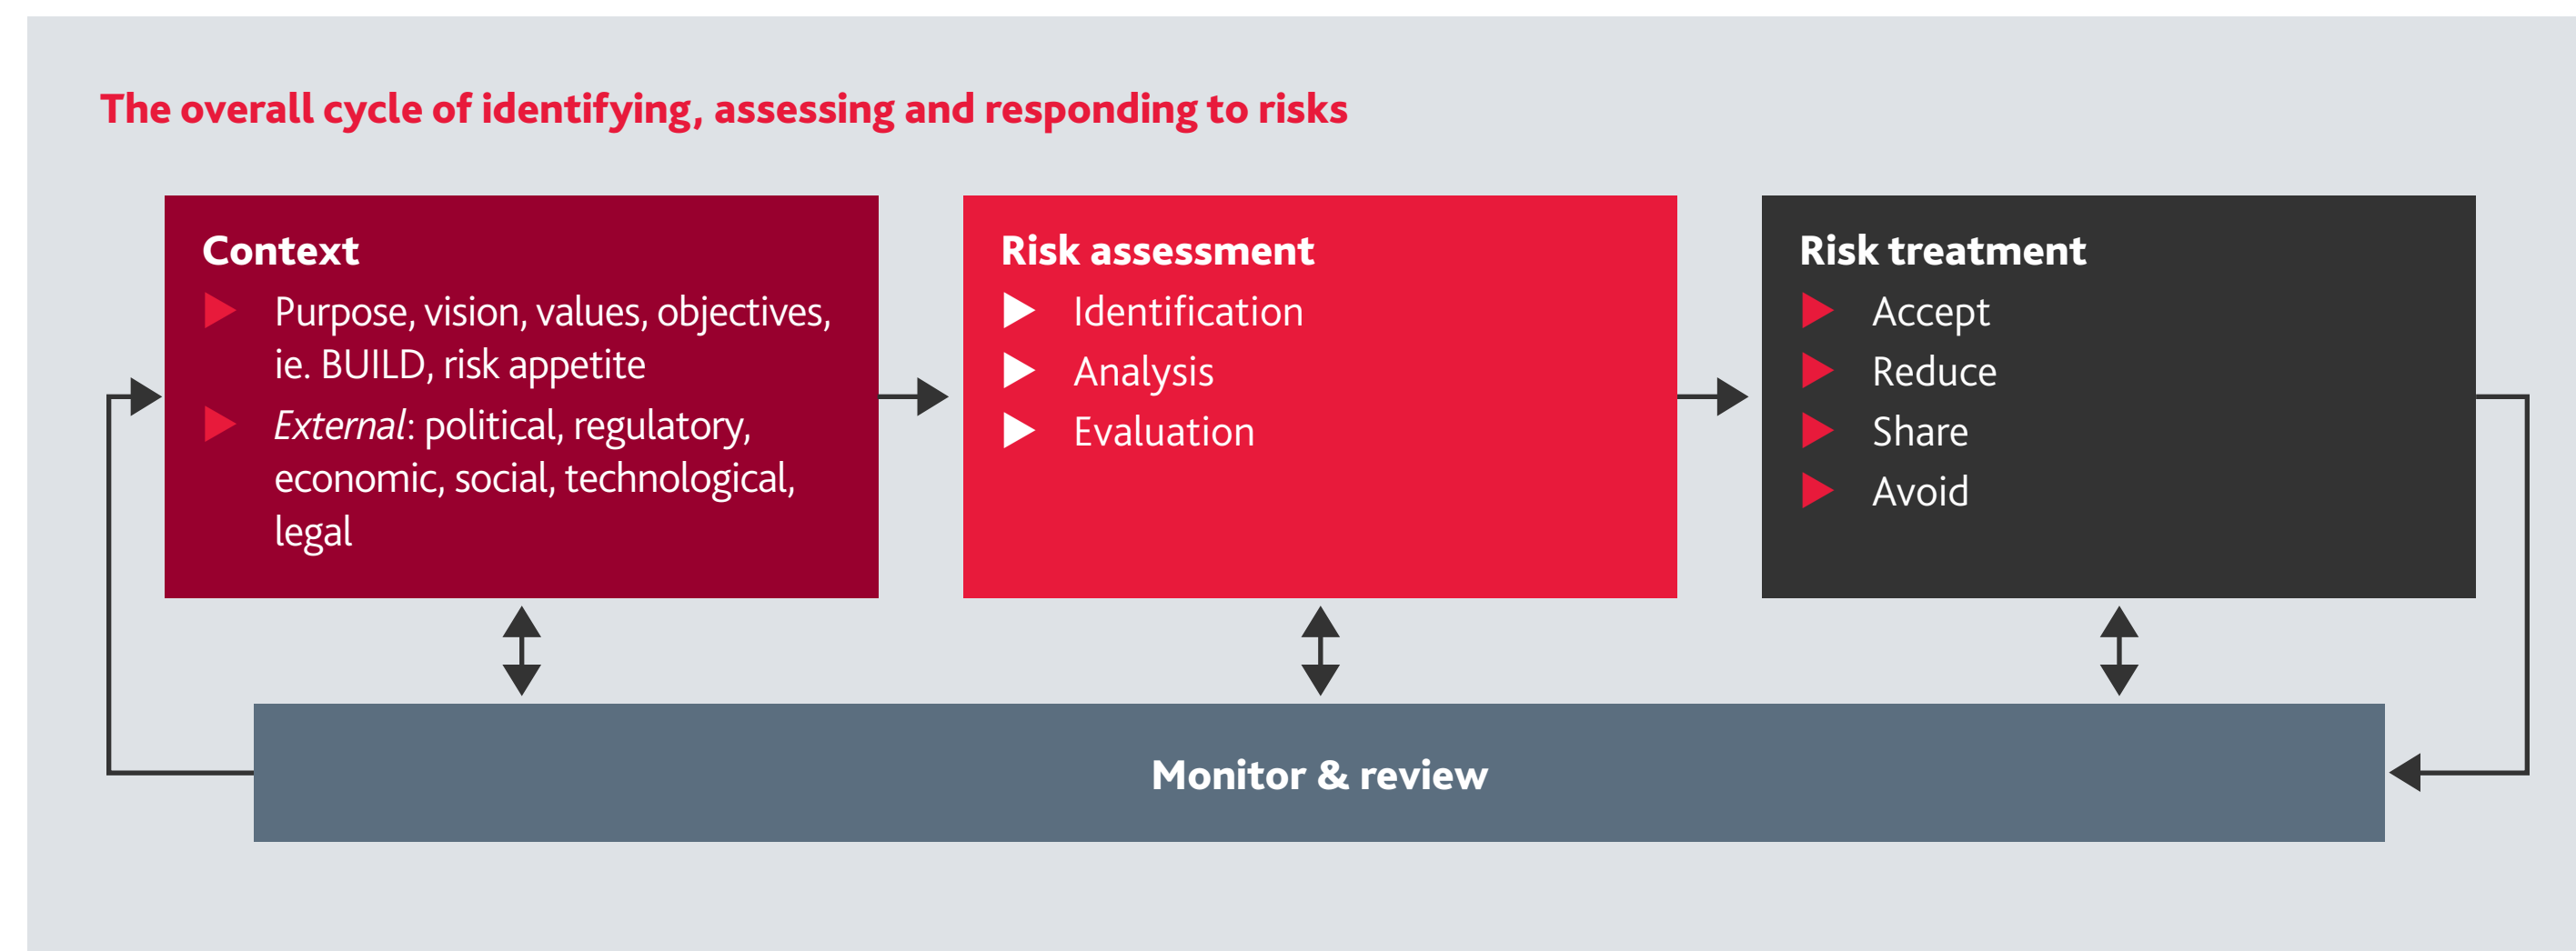 The overall cycle of identifying, assessing and responding to risks
Context
Purpose, vision, values, objectives,
ie. BUILD, risk appetite
External: political, regulatory,
economic, social, technological,
legal
Risk assessment
Identification
Analysis
Evaluation
Risk treatment
Accept
Reduce
Share
Avoid
Monitor & review